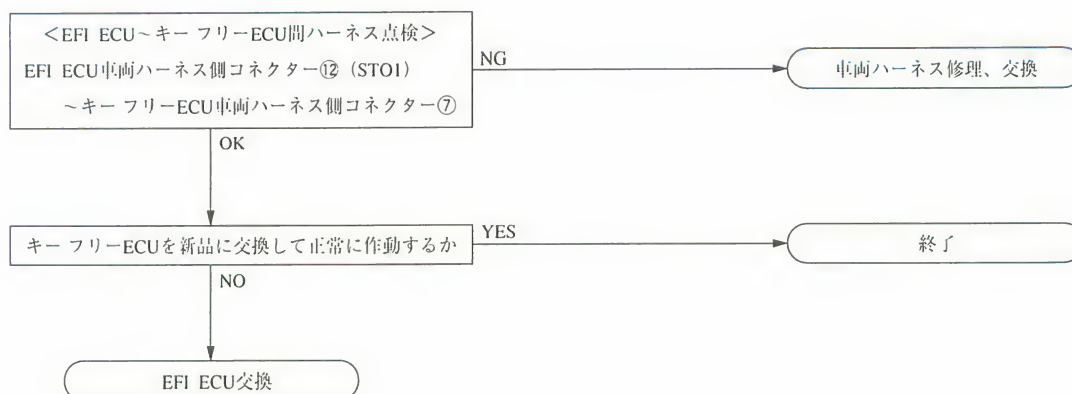 <EFI ECU~キー フリーECU間ハーネス点検>
EFI ECU車両ハーネス側コネクター⑫（STO1）
~キー フリーECU車両ハーネス側コネクター⑦
NG
車両ハーネス修理、交換
OK
キー フリーECUを新品に交換して正常に作動するか
YES
終了
NO
EFI ECU交換